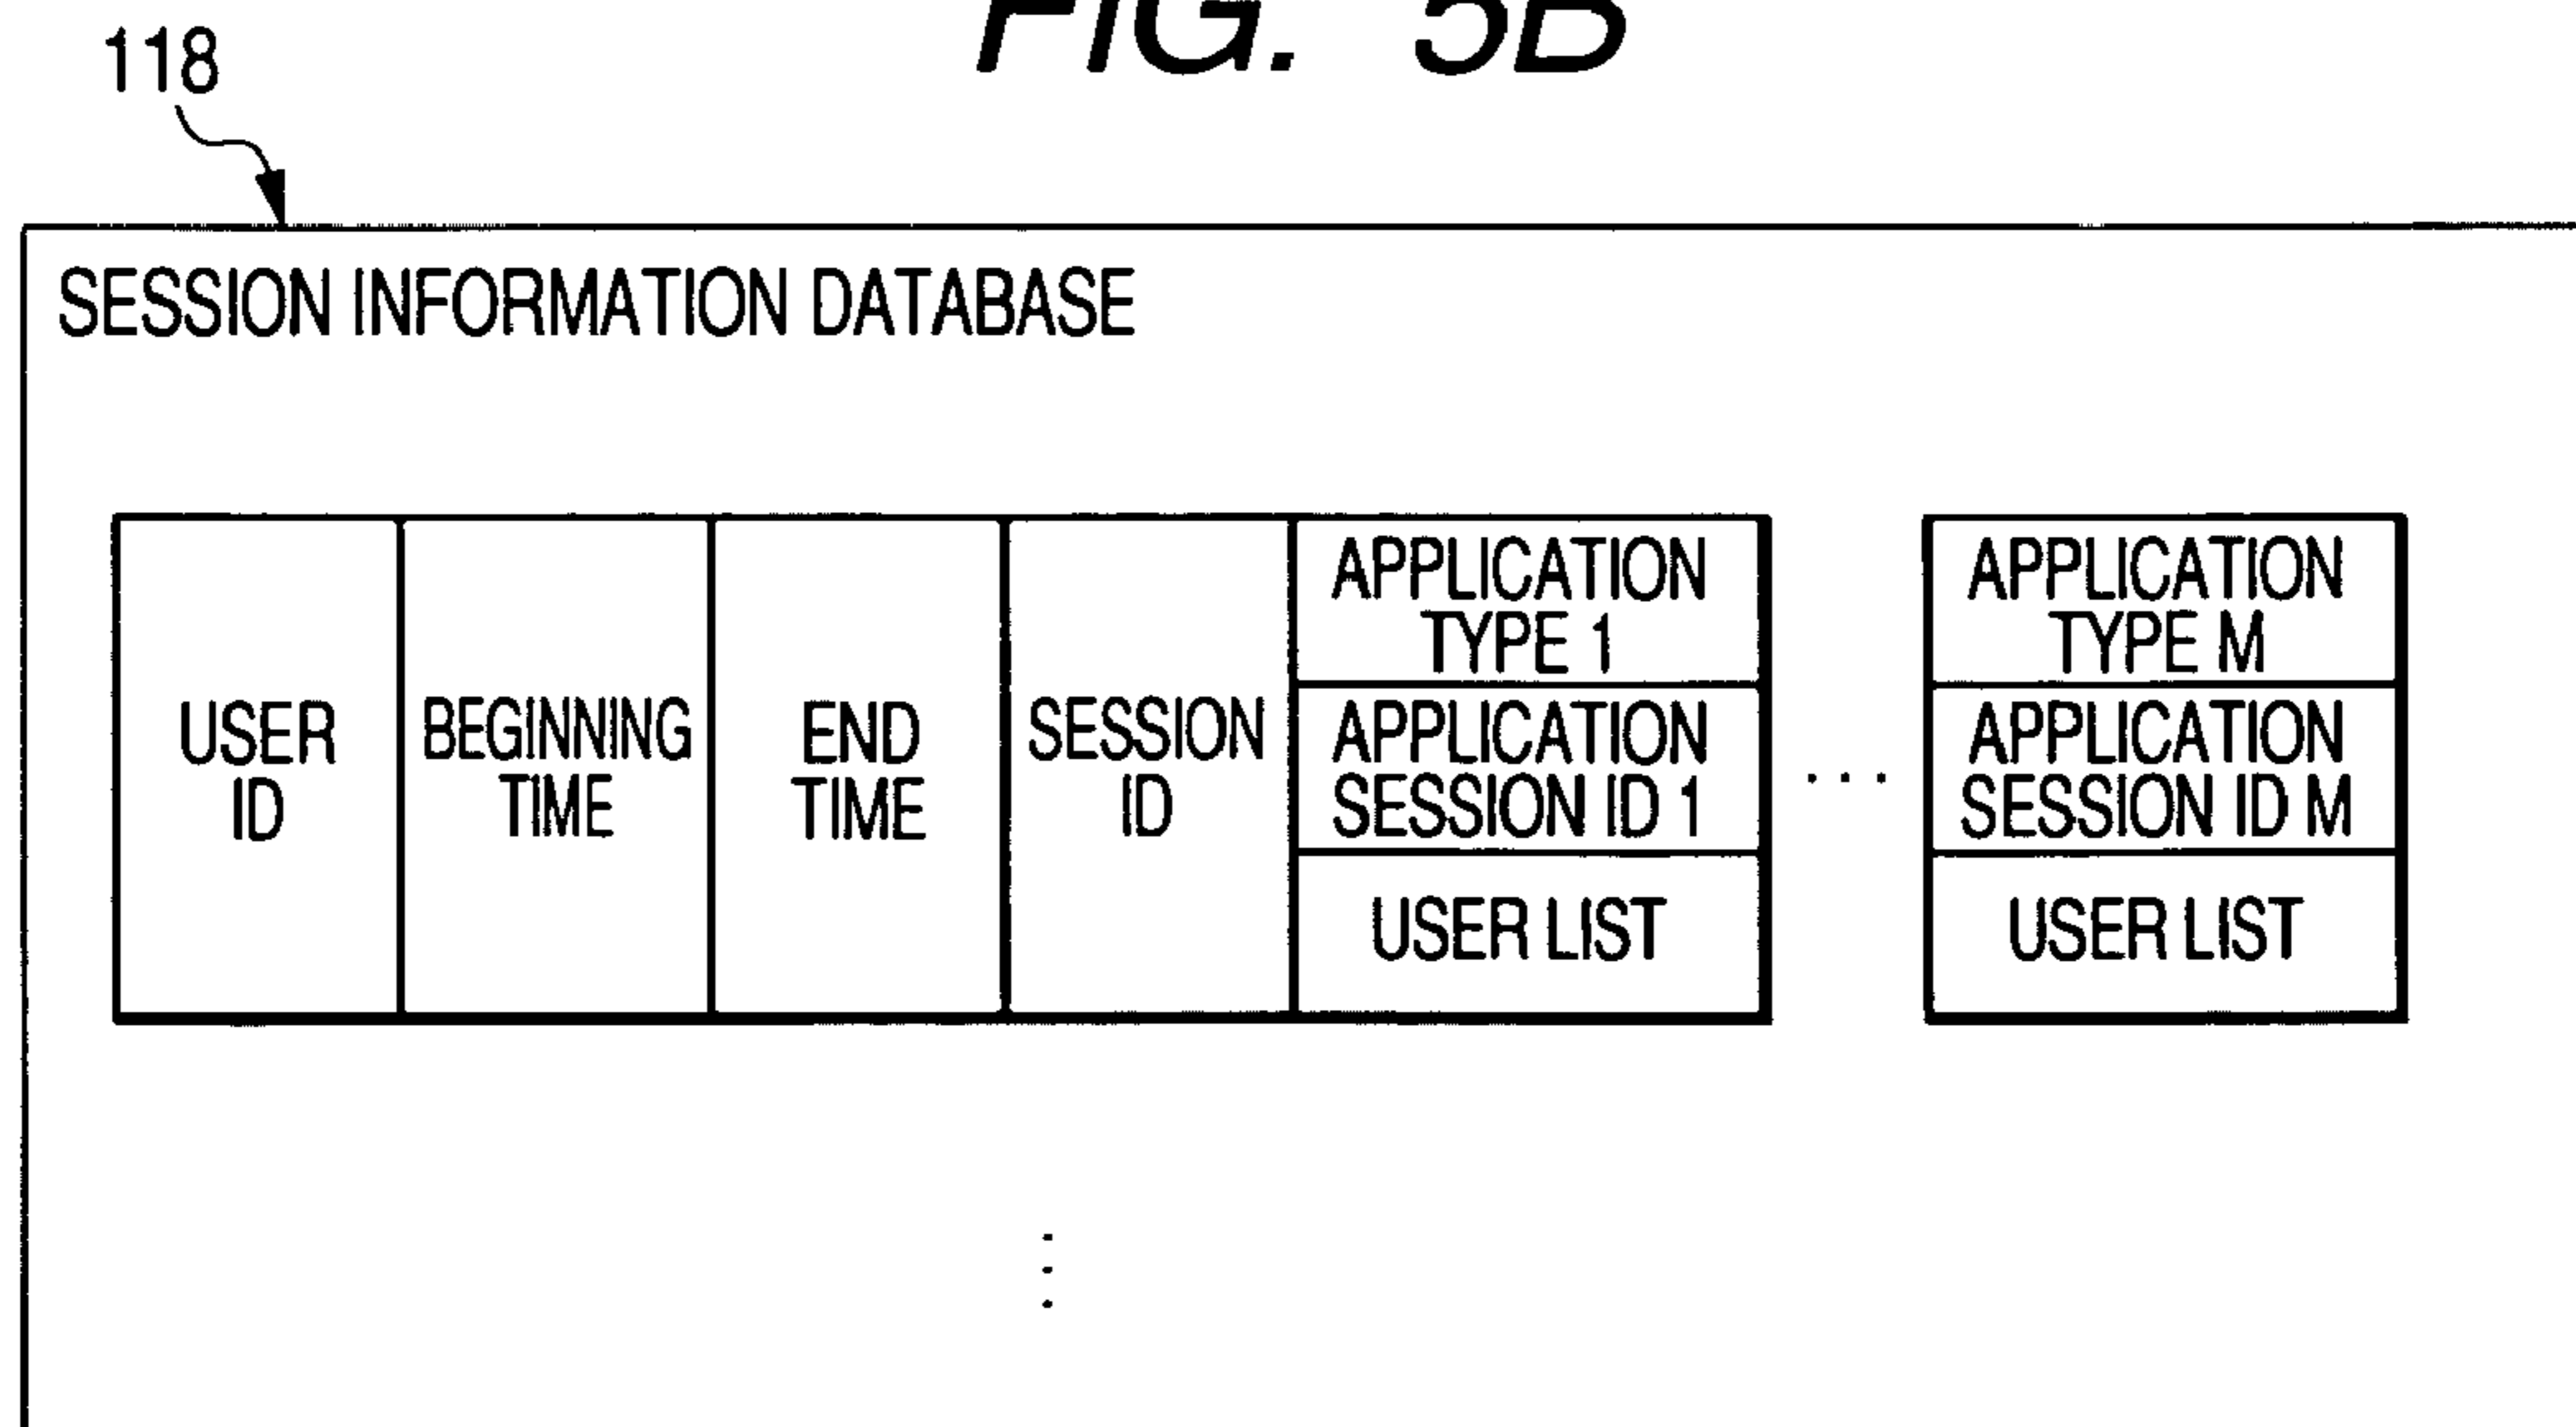 FIG. 5B
118
SESSION INFORMATION DATABASE
USER
ID
BEGINNING
TIME
END
TIME
SESSION
ID
APPLICATION
TYPE 1
APPLICATION
SESSION ID 1
USER LIST
. . .
APPLICATION
TYPE M
APPLICATION
SESSION ID M
USER LIST